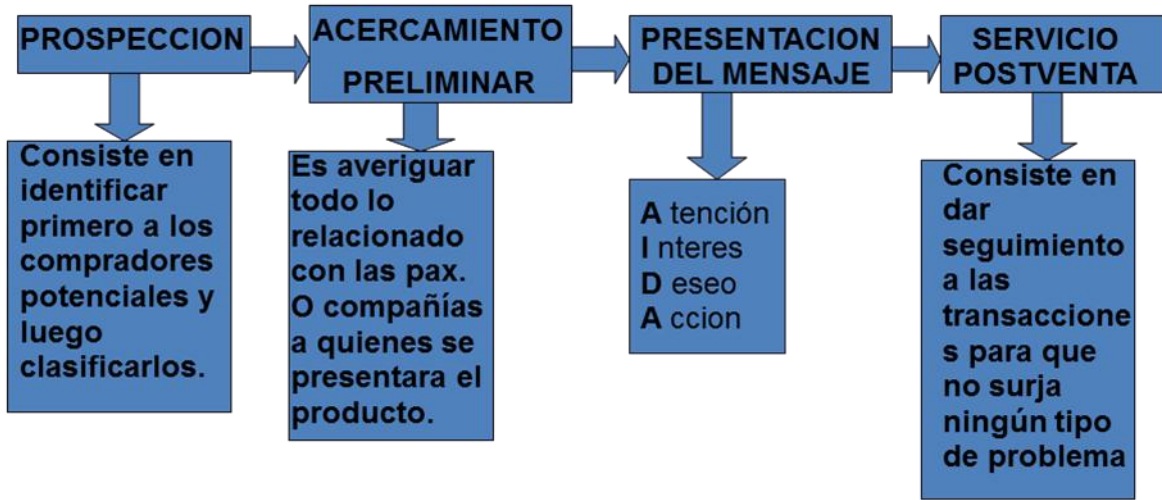 PROSPECCION
ACERCAMIENTO
PRELIMINAR
PRESENTACION
DEL MENSAJE
SERVICIO
POSTVENTA
Consiste en
identificar
primero a los
compradores
potenciales y
luego
clasificarlos.
Es averiguar
todo lo
relacionado
con las pax.
O compañías
a quienes se
presentara el
producto.
A tención
I nteres
D eseo
A ccion
Consiste en
dar
seguimiento
a las
transaccione
s para que
no surja
ningún tipo
de problema